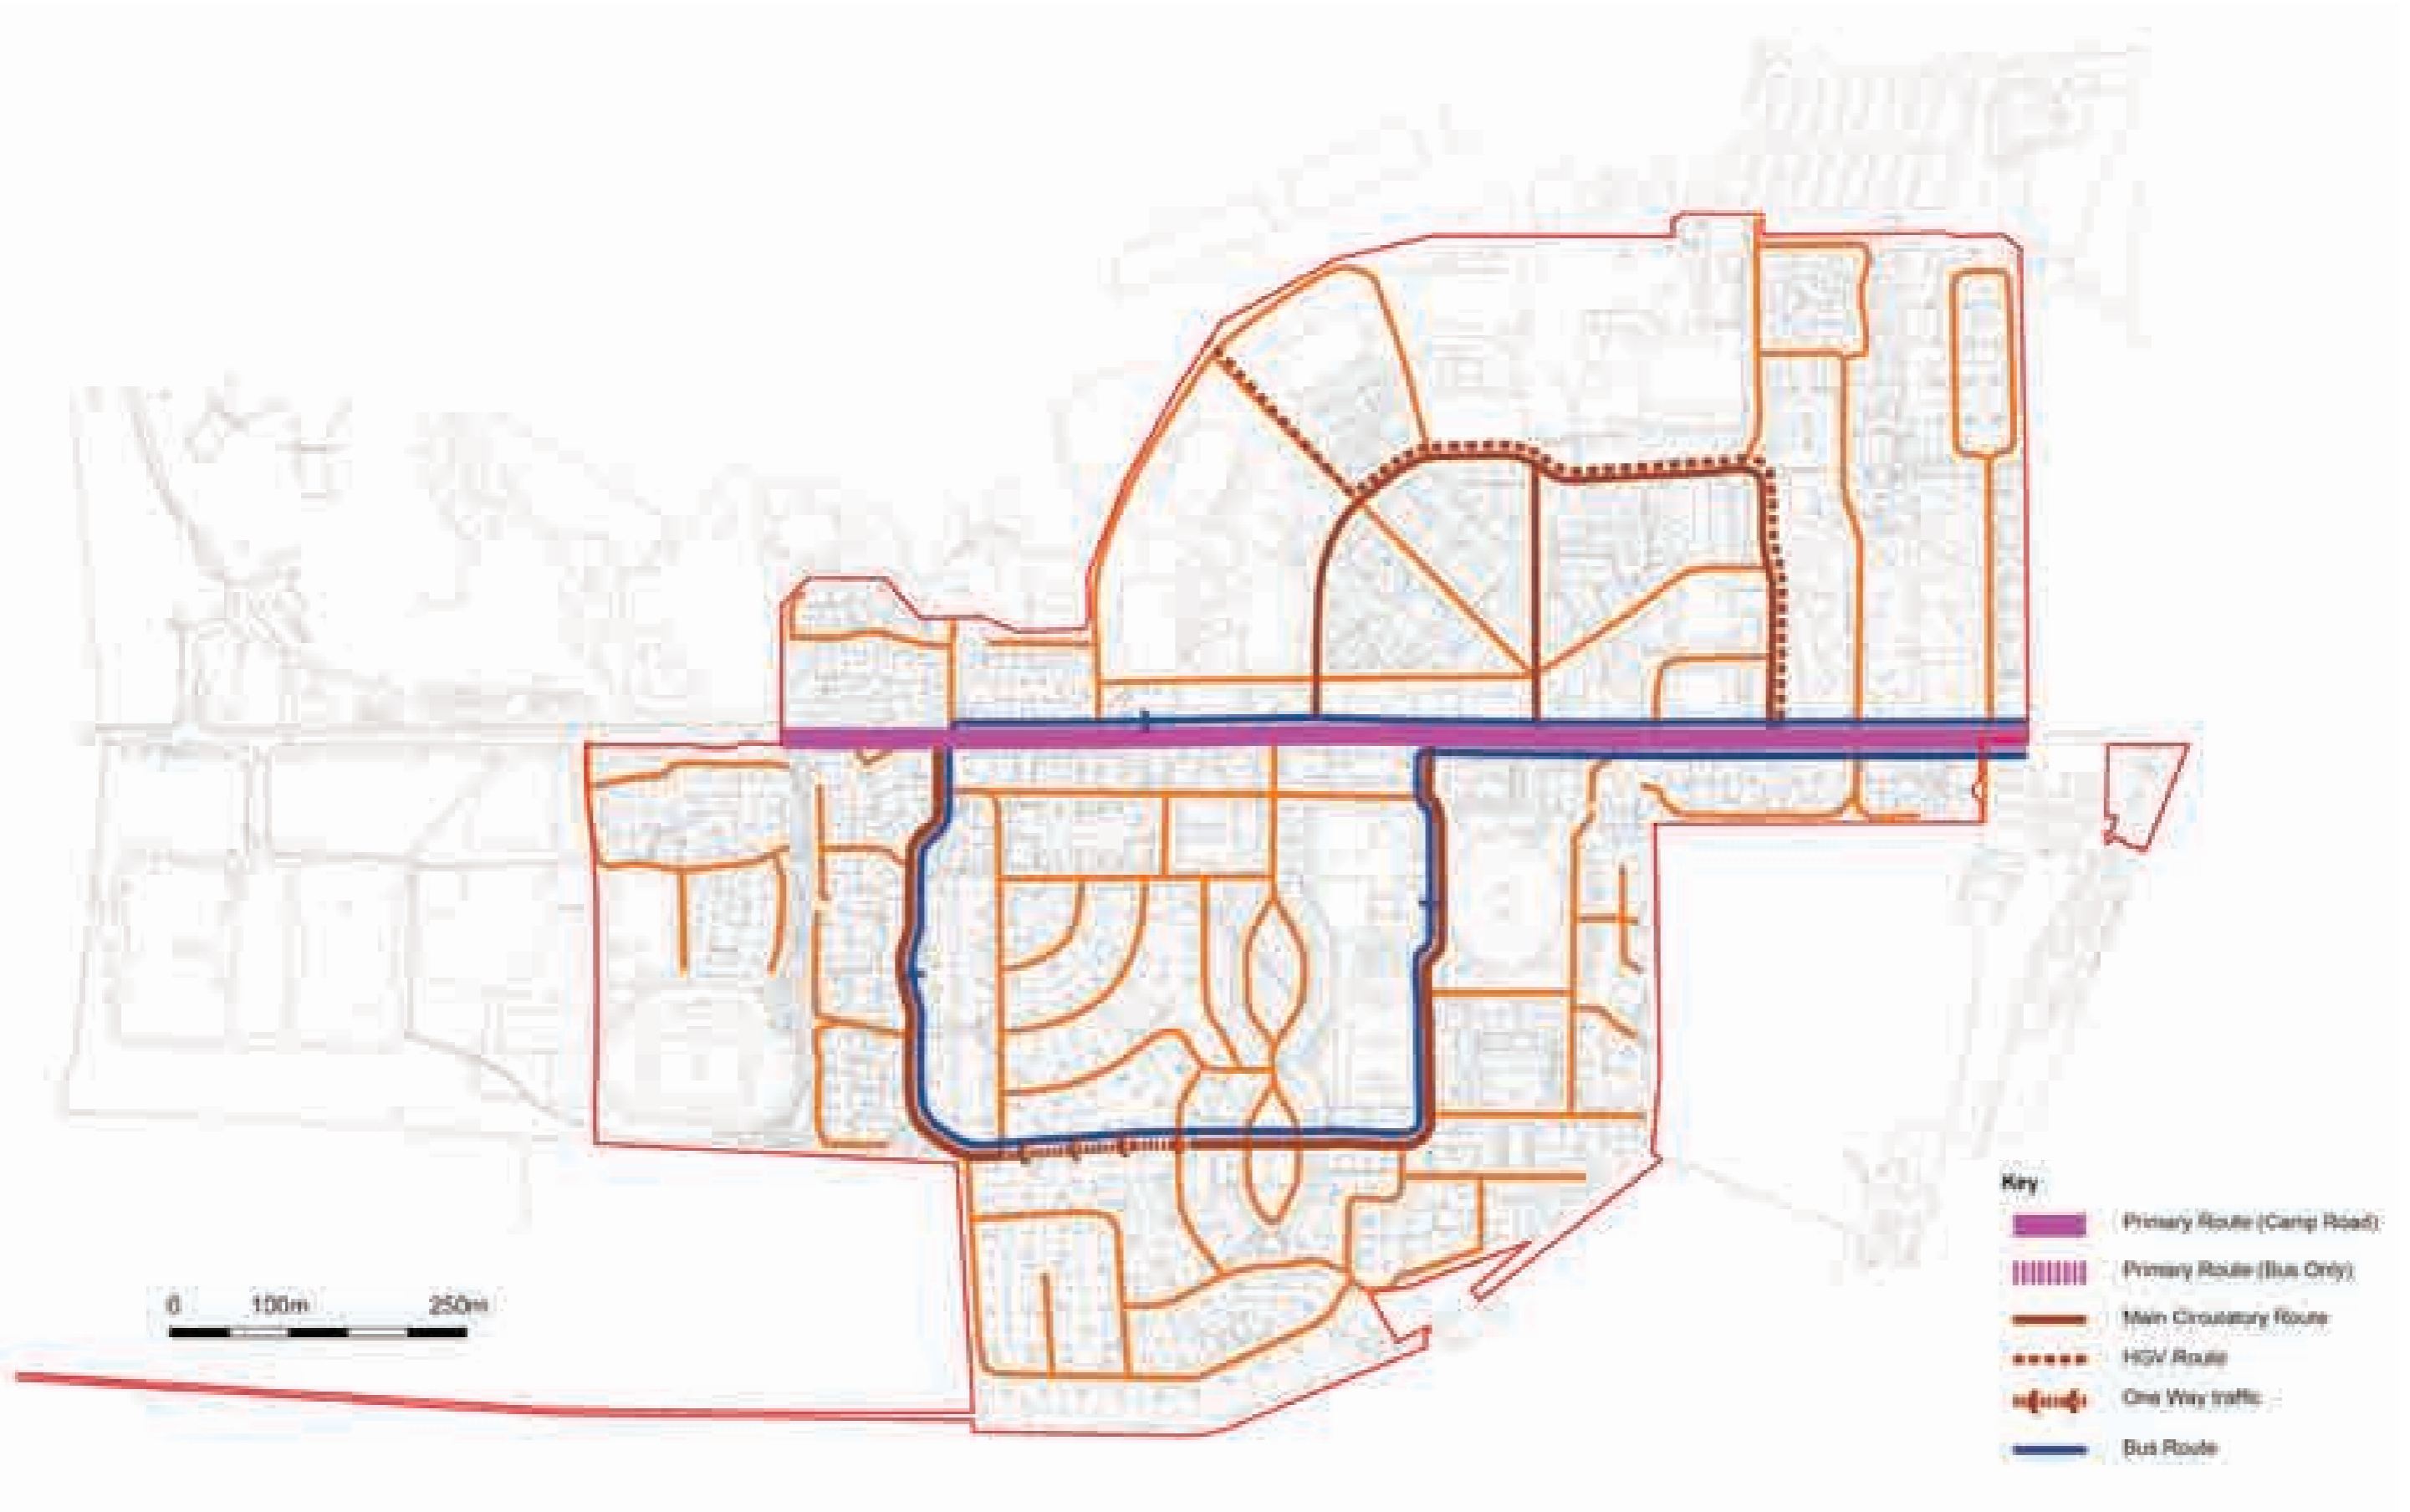 Key
Primary Route (Camp Road)
Primary Route (Bus Only)
Main Circulatory Route
HGV Route
One Way traffic
Bus Route
0 100m 250m